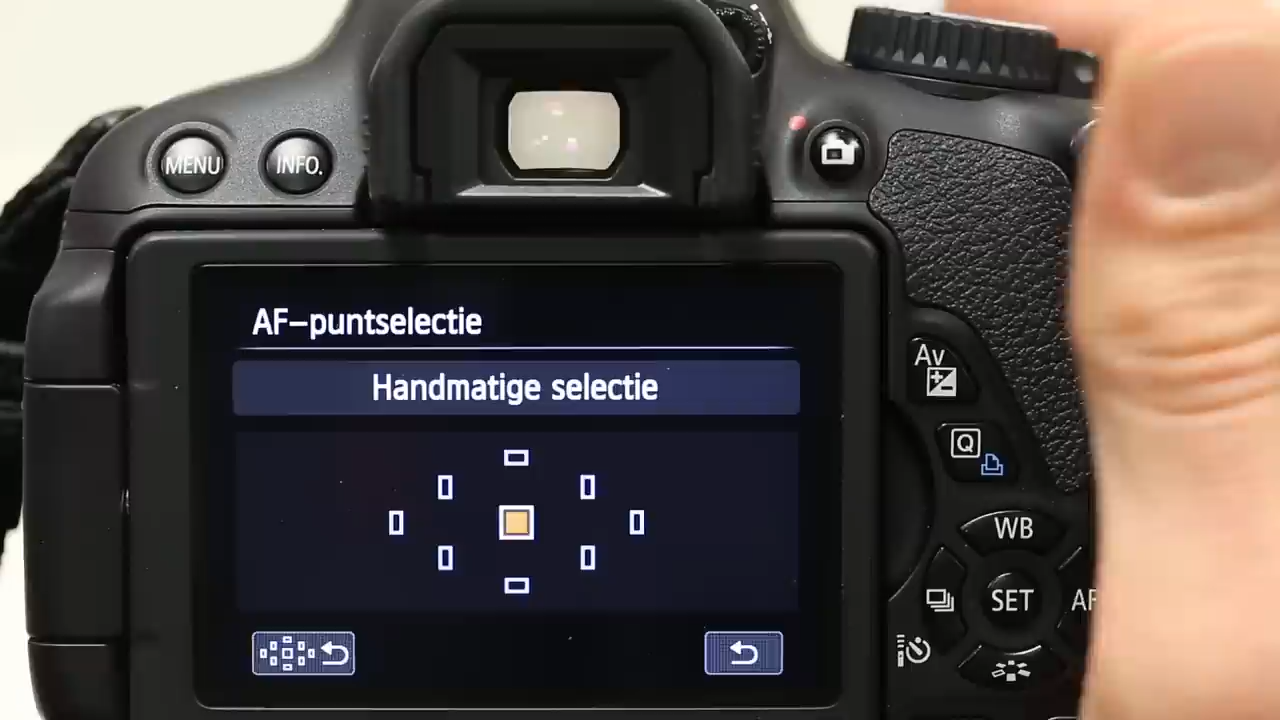 MENU
INFO.
AF-puntselectie
Handmatige selectie
Av
Q
WB
SET
AF